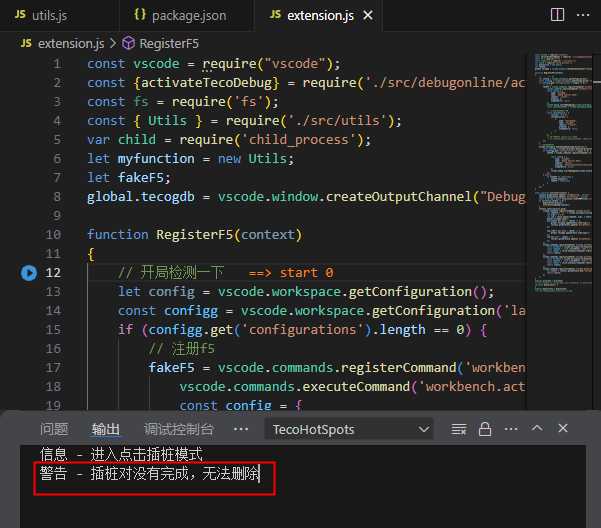 JS utils.js {} package.json JS extension.js
JS extension.js > RegisterF5
1 const vscode = require("vscode");
2 const {activateTecoDebug} = require('./src/debugonline/ac
3 const fs = require('fs');
4 const { Utils } = require('./src/utils');
5 var child = require('child_process');
6 let myfunction = new Utils;
7 let fakeF5;
8 global.tecogdb = vscode.window.createOutputChannel("Debug
9
10 function RegisterF5(context)
11 {
12 // 开局检测一下 ==> start 0
13 let config = vscode.workspace.getConfiguration();
14 const configg = vscode.workspace.getConfiguration('la
15 if (configg.get('configurations').length == 0) {
16 // 注册f5
17 fakeF5 = vscode.commands.registerCommand('workben
18 vscode.commands.executeCommand('workbench.act
19 const config = {
问题 输出 调试控制台 ··· TecoHotSpots
信息 - 进入点击插桩模式
警告 - 插桩对没有完成，无法删除